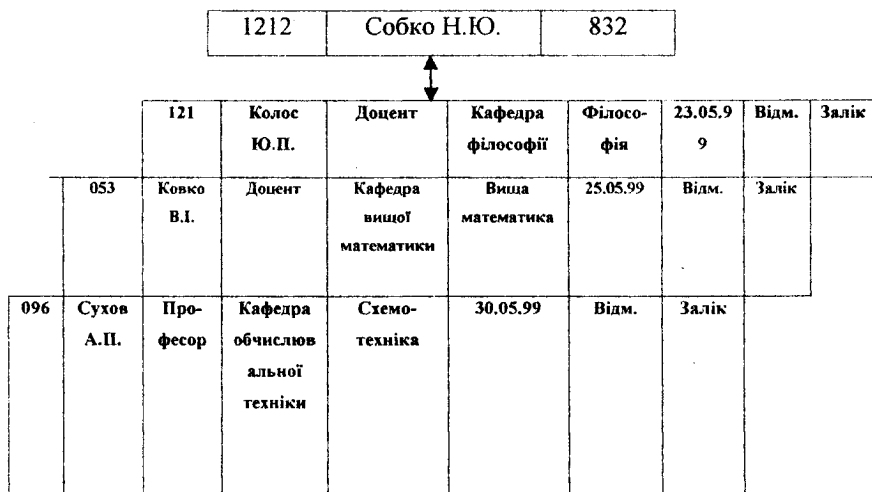 1212 Собко Н.Ю. 832
121 Колос Доцент Кафедра Філосо- 23.05.9 Відм. Залік
Ю.П. філософії фія 9
053 Ковко Доцент Кафедра Вища 25.05.99 Відм. Залік
В.І. вищої математика
математики
096 Сухов Про- Кафедра Схемо- 30.05.99 Відм. Залік
А.П. фесор обчислюв техніка
альної
техніки